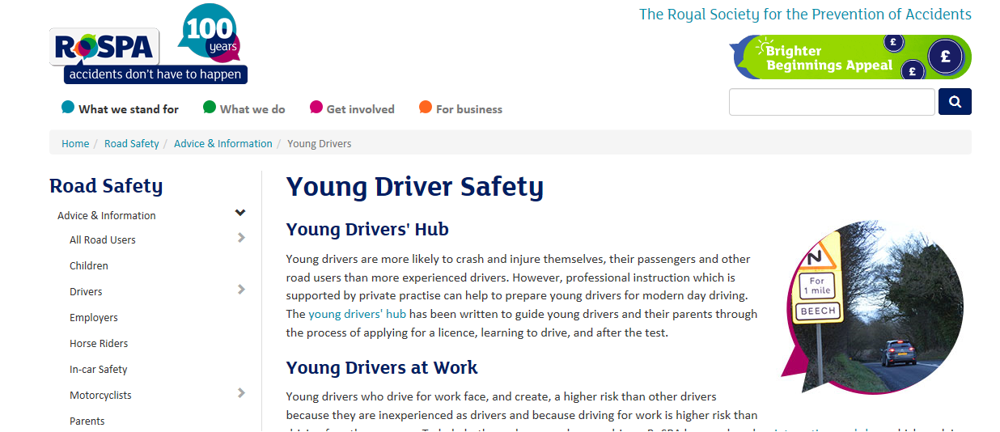 The Royal Society for the Prevention of Accidents
100
years
RoSPA
accidents don't have to happen
Brighter
Beginnings Appeal
£
£
£
What we stand for
What we do
Get involved
For business
Home / Road Safety / Advice & Information / Young Drivers
Road Safety
Advice & Information
All Road Users
Children
Drivers
Employers
Horse Riders
In-car Safety
Motorcyclists
Parents
Young Driver Safety
Young Drivers' Hub
Young drivers are more likely to crash and injure themselves, their passengers and other
road users than more experienced drivers. However, professional instruction which is
supported by private practise can help to prepare young drivers for modern day driving.
The young drivers' hub has been written to guide young drivers and their parents through
the process of applying for a licence, learning to drive, and after the test.
For
1 mile
BEECH
Young Drivers at Work
Young drivers who drive for work face, and create, a higher risk than other drivers
because they are inexperienced as drivers and because driving for work is higher risk than